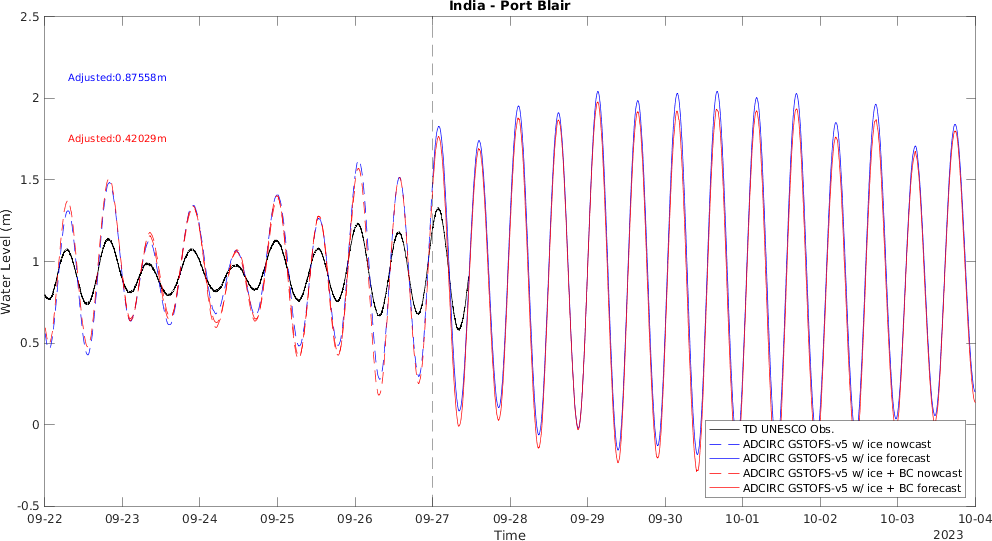 India - Port Blair
2.5
2
1.5
1
0.5
0
-0.5
Water Level (m)
Adjusted:0.87558m
Adjusted:0.42029m
TD UNESCO Obs.
ADCIRC GSTOFS-v5 w/ ice nowcast
ADCIRC GSTOFS-v5 w/ ice forecast
ADCIRC GSTOFS-v5 w/ ice + BC nowcast
ADCIRC GSTOFS-v5 w/ ice + BC forecast
09-22 09-23 09-24 09-25 09-26 09-27 09-28 09-29 09-30 10-01 10-02 10-03 10-04
Time
2023